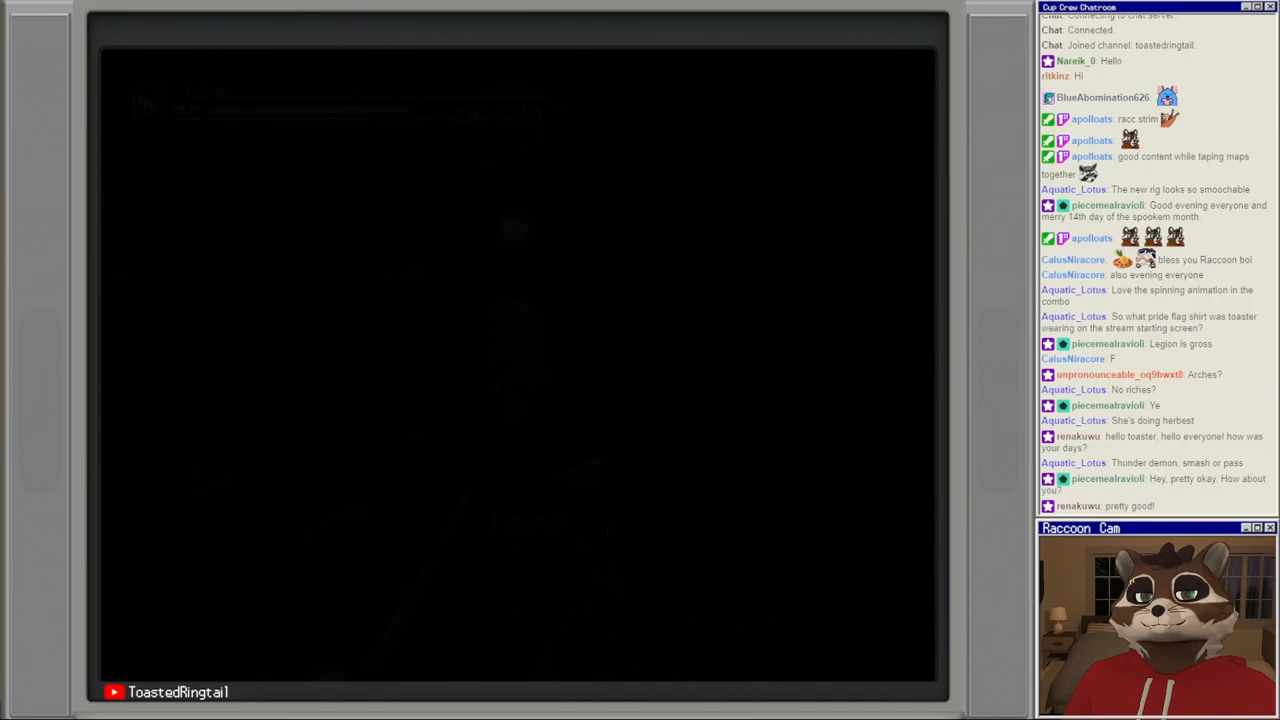 Cup Crew Chatroom
Chat: Connecting to chat server..
Chat: Connected.
Chat: Joined channel: toastedringtail.
Nareik_0: Hello
ritkinz: Hi
BlueAbomination626:
apolloats: racc strim
apolloats:
apolloats: good content while taping maps
together
Aquatic_Lotus: The new rig looks so smoochable
piecemealravioli: Good evening everyone and
merry 14th day of the spookem month.
apolloats:
CalusNiracore: bless you Raccoon boi
CalusNiracore: also evening everyone
Aquatic_Lotus: Love the spinning animation in the
combo
Aquatic_Lotus: So what pride flag shirt was toaster
wearing on the stream starting screen?
piecemealravioli: Legion is gross
CalusNiracore: F
unpronounceable_oq9hwxt8: Arches?
Aquatic_Lotus: No riches?
piecemealravioli: Ye
Aquatic_Lotus: She's doing herbest
renakuwu: hello toaster, hello everyone! how was
your days?
Aquatic_Lotus: Thunder demon, smash or pass
piecemealravioli: Hey, pretty okay. How about
you?
renakuwu: pretty good!
Raccoon Cam
ToastedRingtail